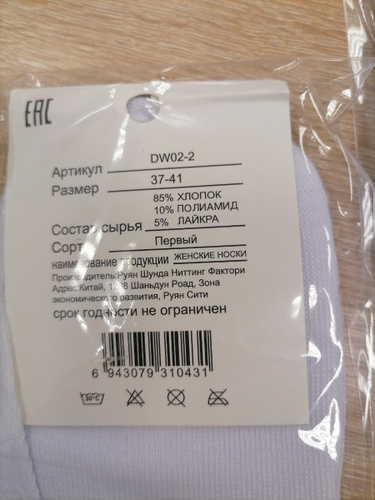 EAC
Артикул DW02-2
Размер 37-41
85% ХЛОПОК
10% ПОЛИАМИД
Состав сырья 5% ЛАЙКРА
Сорт Первый
наименование продукции ЖЕНСКИЕ НОСКИ
Производитель:Руян Шунда Ниттинг Фактори
Адрес:Китай, Шаньдун Роад, Зона
экономического развития, Руян Сити
срок годности не ограничен
6 943079 310431
30°C